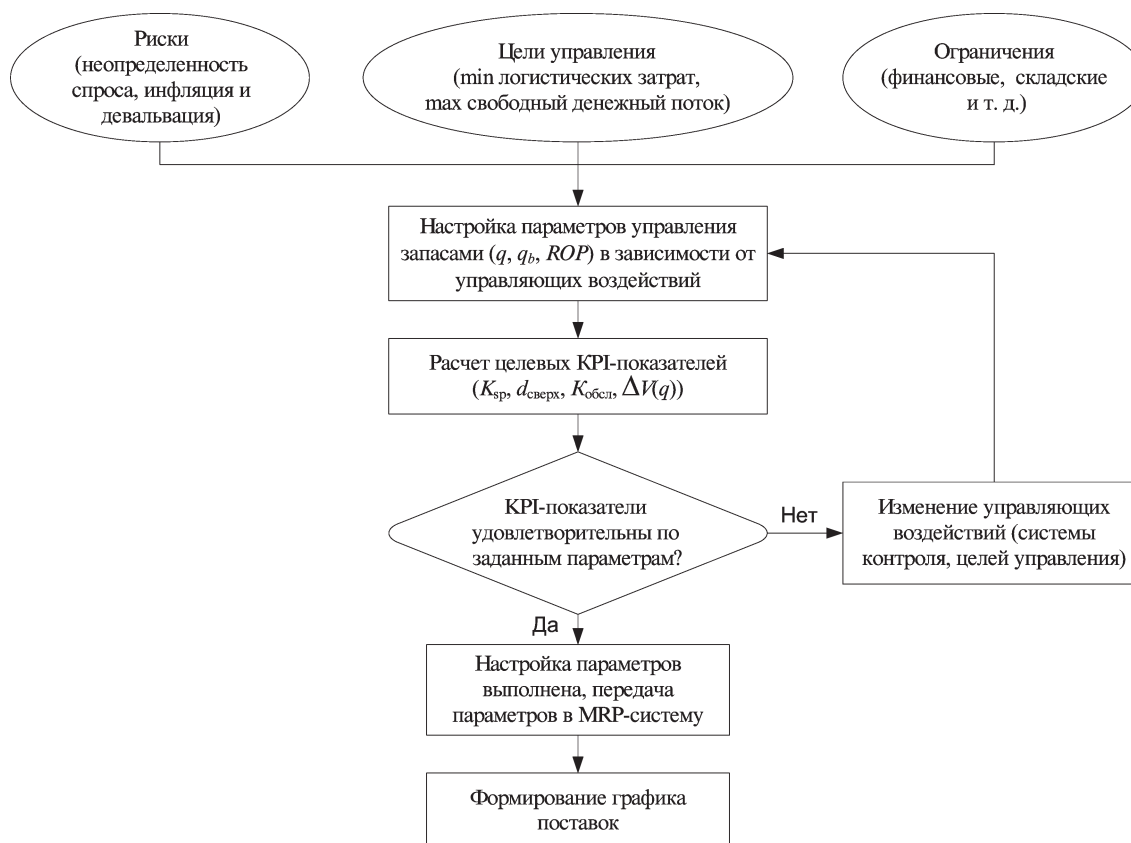 Риски
(неопределенность
спроса, инфляция и
девальвация)
Цели управления
(min логистических затрат,
max свободный денежный поток)
Ограничения
(финансовые, складские
и т. д.)
Настройка параметров управления
запасами (q, q_b, ROP) в зависимости от
управляющих воздействий
Расчет целевых KPI-показателей
(K_sp, d_сверх, K_обсл, ΔV(q))
KPI-показатели
удовлетворительны по
заданным параметрам?
Нет
Изменение управляющих
воздействий (системы
контроля, целей управления)
Да
Настройка параметров
выполнена, передача
параметров в MRP-систему
Формирование графика
поставок